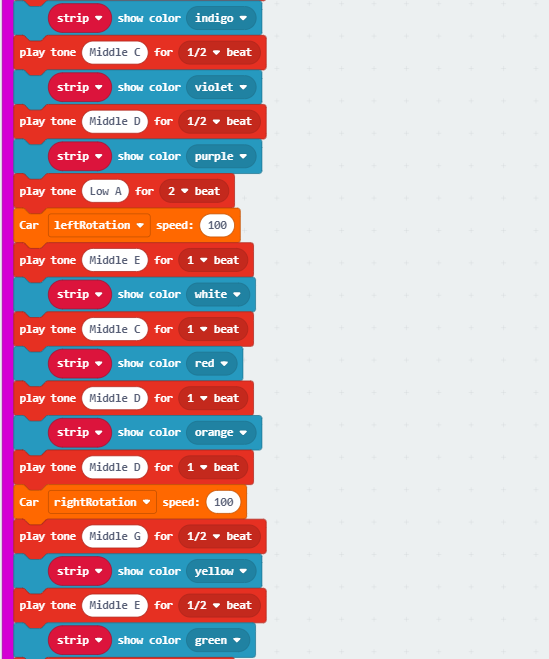 strip show color indigo
play tone Middle C for 1/2 beat
strip show color violet
play tone Middle D for 1/2 beat
strip show color purple
play tone Low A for 2 beat
Car leftRotation speed: 100
play tone Middle E for 1 beat
strip show color white
play tone Middle C for 1 beat
strip show color red
play tone Middle D for 1 beat
strip show color orange
play tone Middle D for 1 beat
Car rightRotation speed: 100
play tone Middle G for 1/2 beat
strip show color yellow
play tone Middle E for 1/2 beat
strip show color green